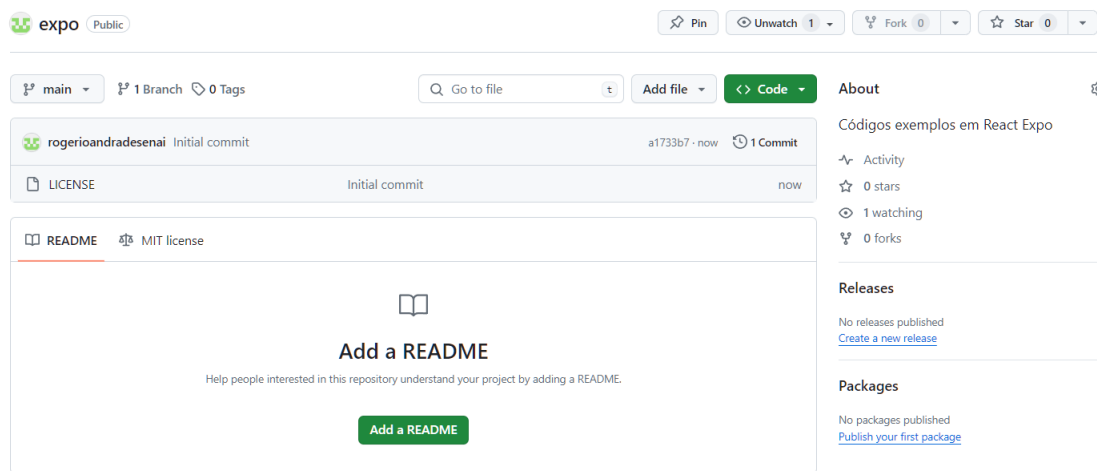 expo Public Pin Unwatch 1 Fork 0 Star 0
main 1 Branch 0 Tags Go to file t Add file Code
rogerioandradesenai Initial commit a1733b7 · now 1 Commit
LICENSE Initial commit now
README MIT license
Add a README
Help people interested in this repository understand your project by adding a README.
Add a README
About
Códigos exemplos em React Expo
Activity
0 stars
1 watching
0 forks
Releases
No releases published
Create a new release
Packages
No packages published
Publish your first package